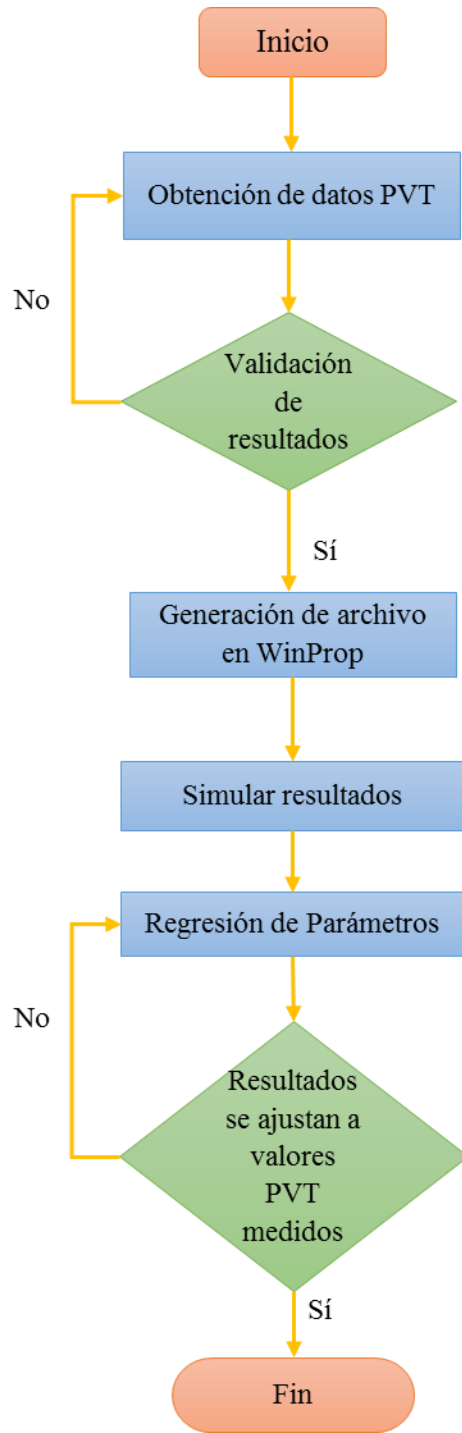 Inicio
Obtención de datos PVT
No
Validación
de
resultados
Sí
Generación de archivo
en WinProp
Simular resultados
Regresión de Parámetros
No
Resultados
se ajustan a
valores
PVT
medidos
Sí
Fin